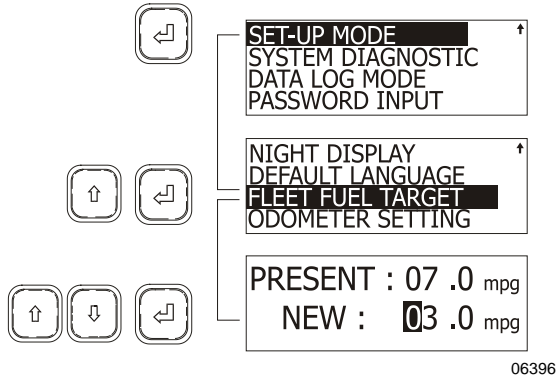 SET-UP MODE
SYSTEM DIAGNOSTIC
DATA LOG MODE
PASSWORD INPUT
NIGHT DISPLAY
DEFAULT LANGUAGE
FLEET FUEL TARGET
ODOMETER SETTING
PRESENT : 07 .0 mpg
NEW : 03 .0 mpg
06396